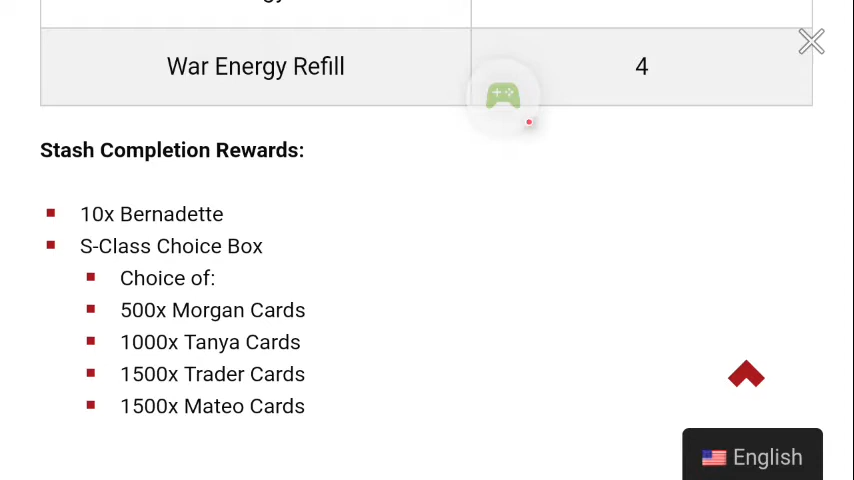 War Energy Refill 4
Stash Completion Rewards:
10x Bernadette
S-Class Choice Box
Choice of:
500x Morgan Cards
1000x Tanya Cards
1500x Trader Cards
1500x Mateo Cards
English